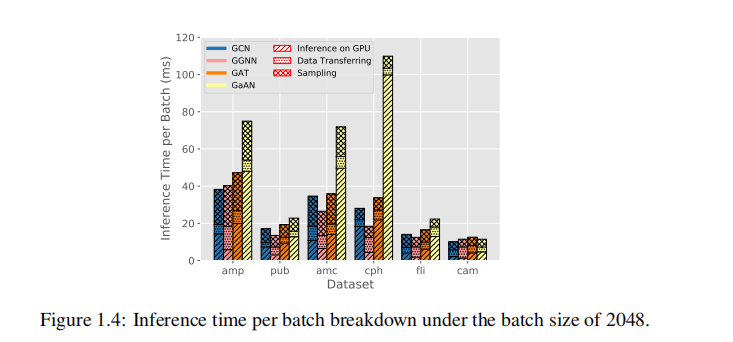 120
100
80
60
40
20
0
Inference Time per Batch (ms)
GCN
GGNN
GAT
GaAN
Inference on GPU
Data Transferring
Sampling
amp pub amc cph fli cam
Dataset
Figure 1.4: Inference time per batch breakdown under the batch size of 2048.